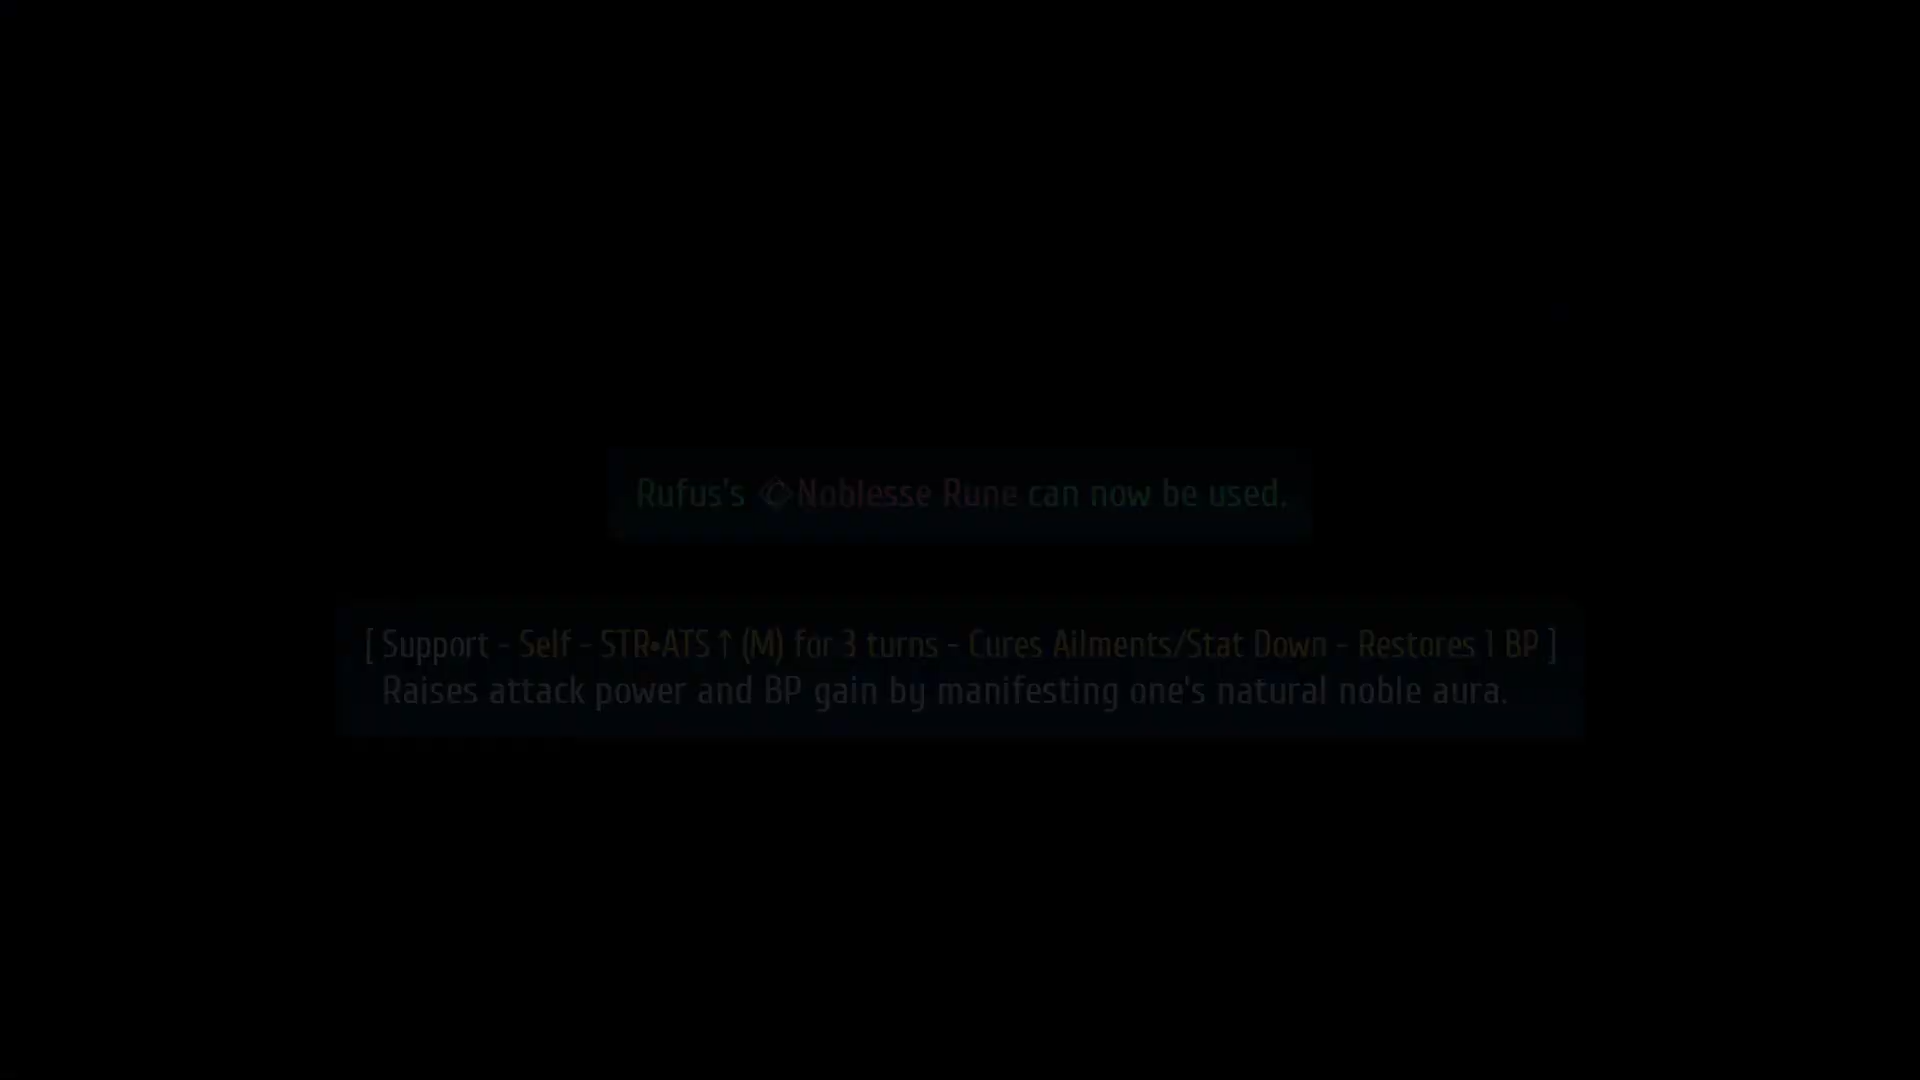 Rufus's Noblesse Rune can now be used.
[ Support - Self - STR•ATS↑(M) for 3 turns - Cures Ailments/Stat Down - Restores 1 BP ]
Raises attack power and BP gain by manifesting one's natural noble aura.